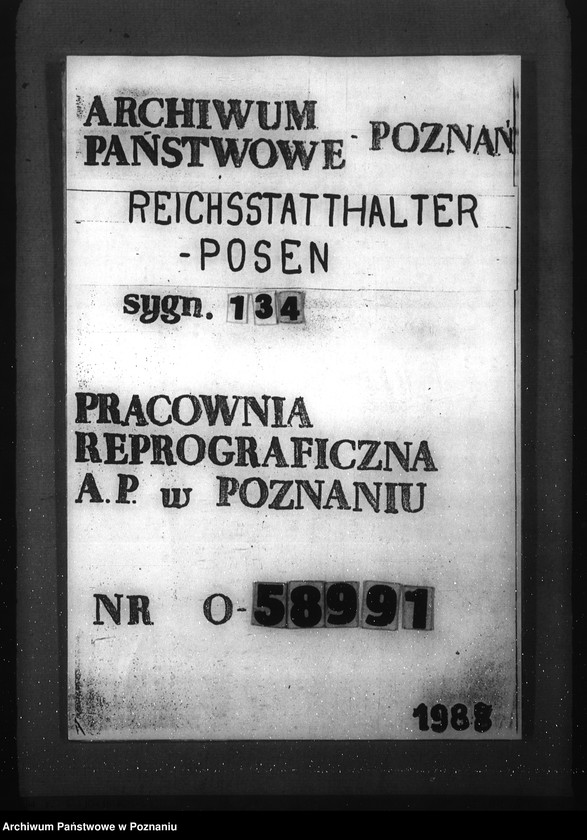 ARCHIWUM
PAŃSTWOWE - POZNAŃ
REICHSSTATTHALTER
-POSEN
sygn. 134
PRACOWNIA
REPROGRAFICZNA
A.P. w POZNANIU
NR O-58991
Archiwum Państwowe w Poznaniu